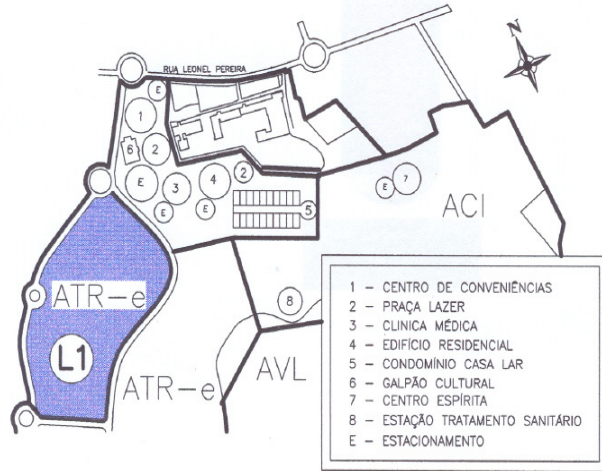 N
RUA LEONEL PEREIRA
E
1
6
2
E
3
4
2
E
E
5
E
7
ACI
8
ATR-e
L1
ATR-e
AVL
1 - CENTRO DE CONVENIÊNCIAS
2 - PRAÇA LAZER
3 - CLINICA MÉDICA
4 - EDIFÍCIO RESIDENCIAL
5 - CONDOMÍNIO CASA LAR
6 - GALPÃO CULTURAL
7 - CENTRO ESPÍRITA
8 - ESTAÇÃO TRATAMENTO SANITÁRIO
E - ESTACIONAMENTO